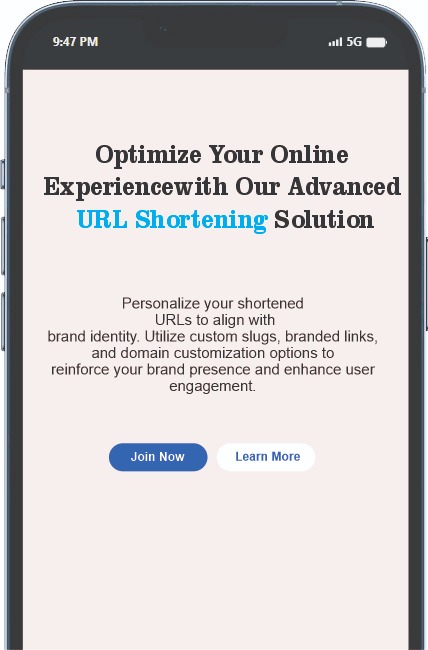 9:47 PM 5G
Optimize Your Online
Experiencewith Our Advanced
URL Shortening Solution
Personalize your shortened
URLs to align with
brand identity. Utilize custom slugs, branded links,
and domain customization options to
reinforce your brand presence and enhance user
engagement.
Join Now Learn More